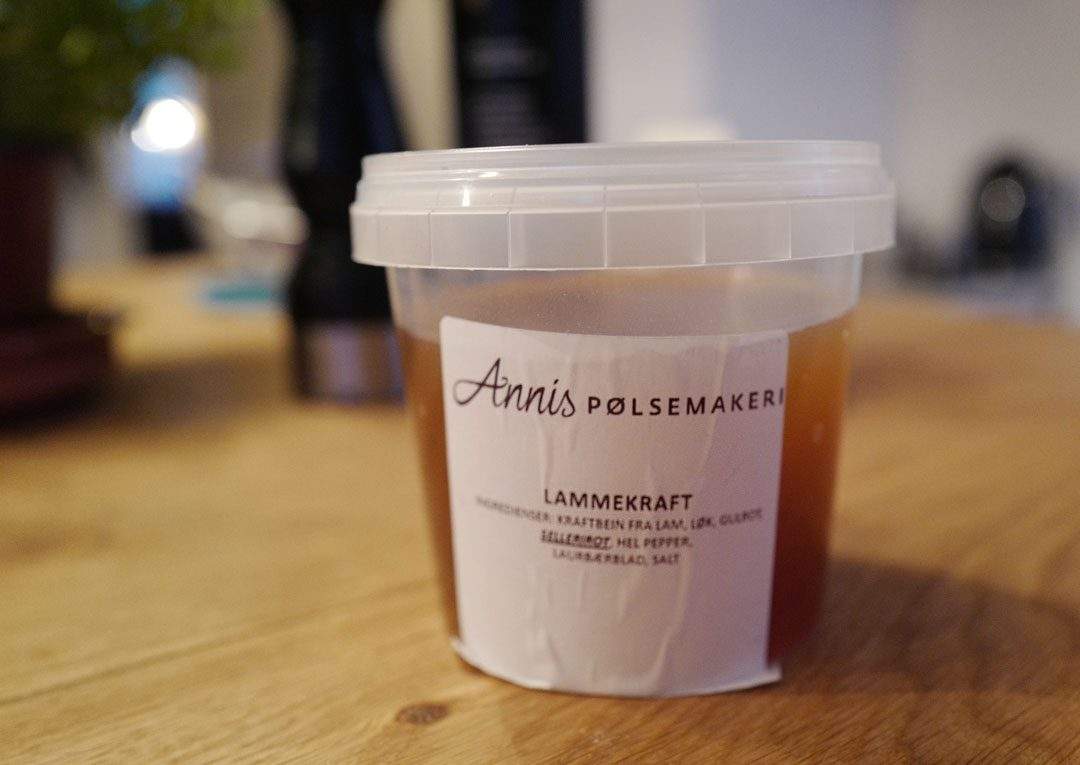 Annis PØLSEMAKERI
LAMMEKRAFT
INGREDIENSER: KRAFTBEIN FRA LAM, LØK, GULROT,
SELLERIROT, HEL PEPPER,
LAURBÆRBLAD, SALT